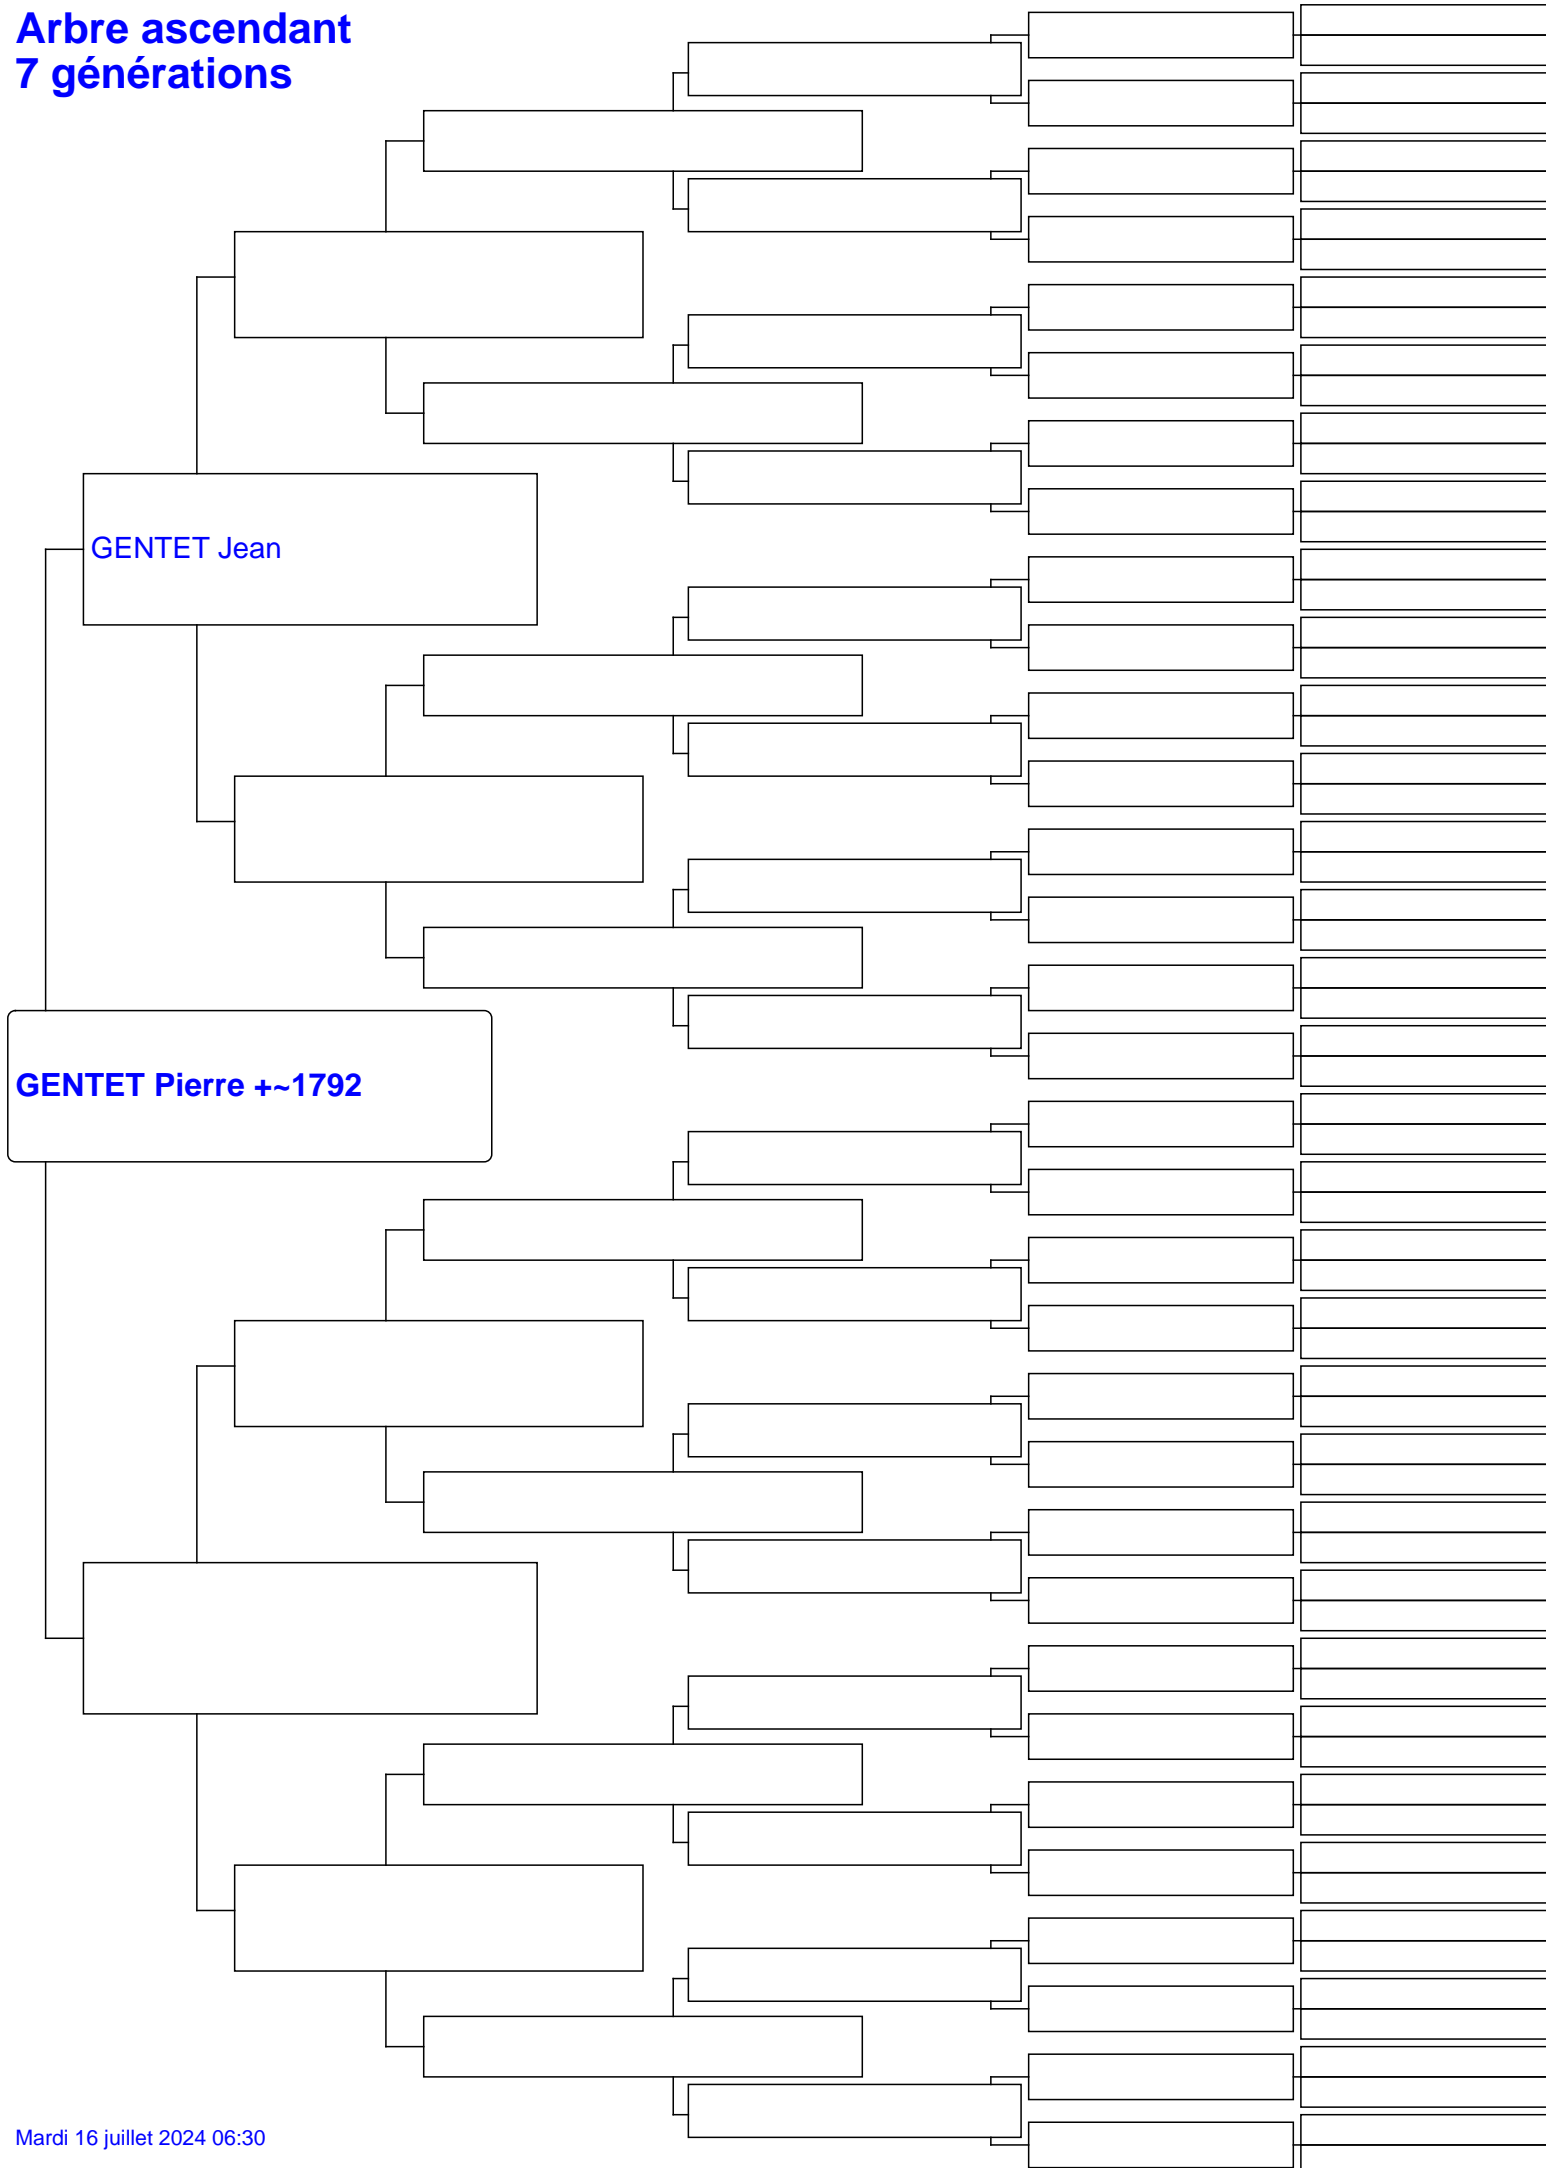 Arbre ascendant
7 générations
GENTET Jean
GENTET Pierre +~1792
Mardi 16 juillet 2024 06:30